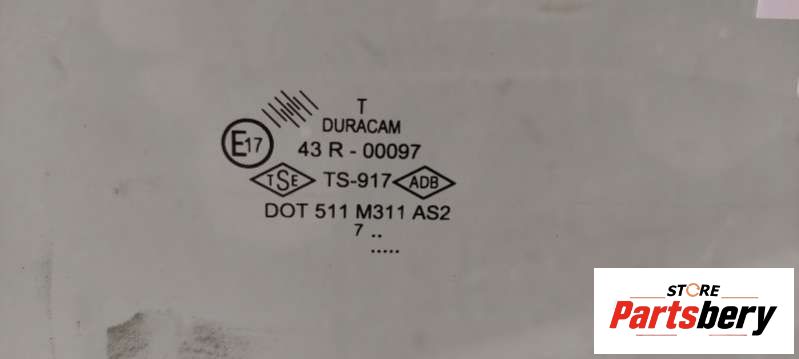 T
DURACAM
E17
43 R - 00097
TSE TS-917 ADB
DOT 511 M311 AS2
7 ..
.....
STORE
Partsbery